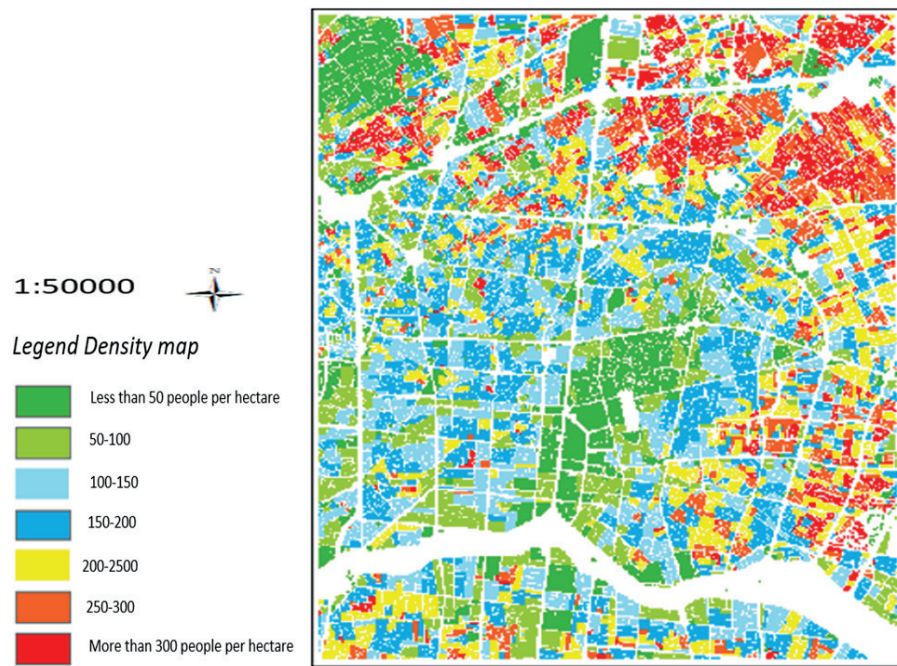 N
1:50000
Legend Density map
Less than 50 people per hectare
50-100
100-150
150-200
200-2500
250-300
More than 300 people per hectare